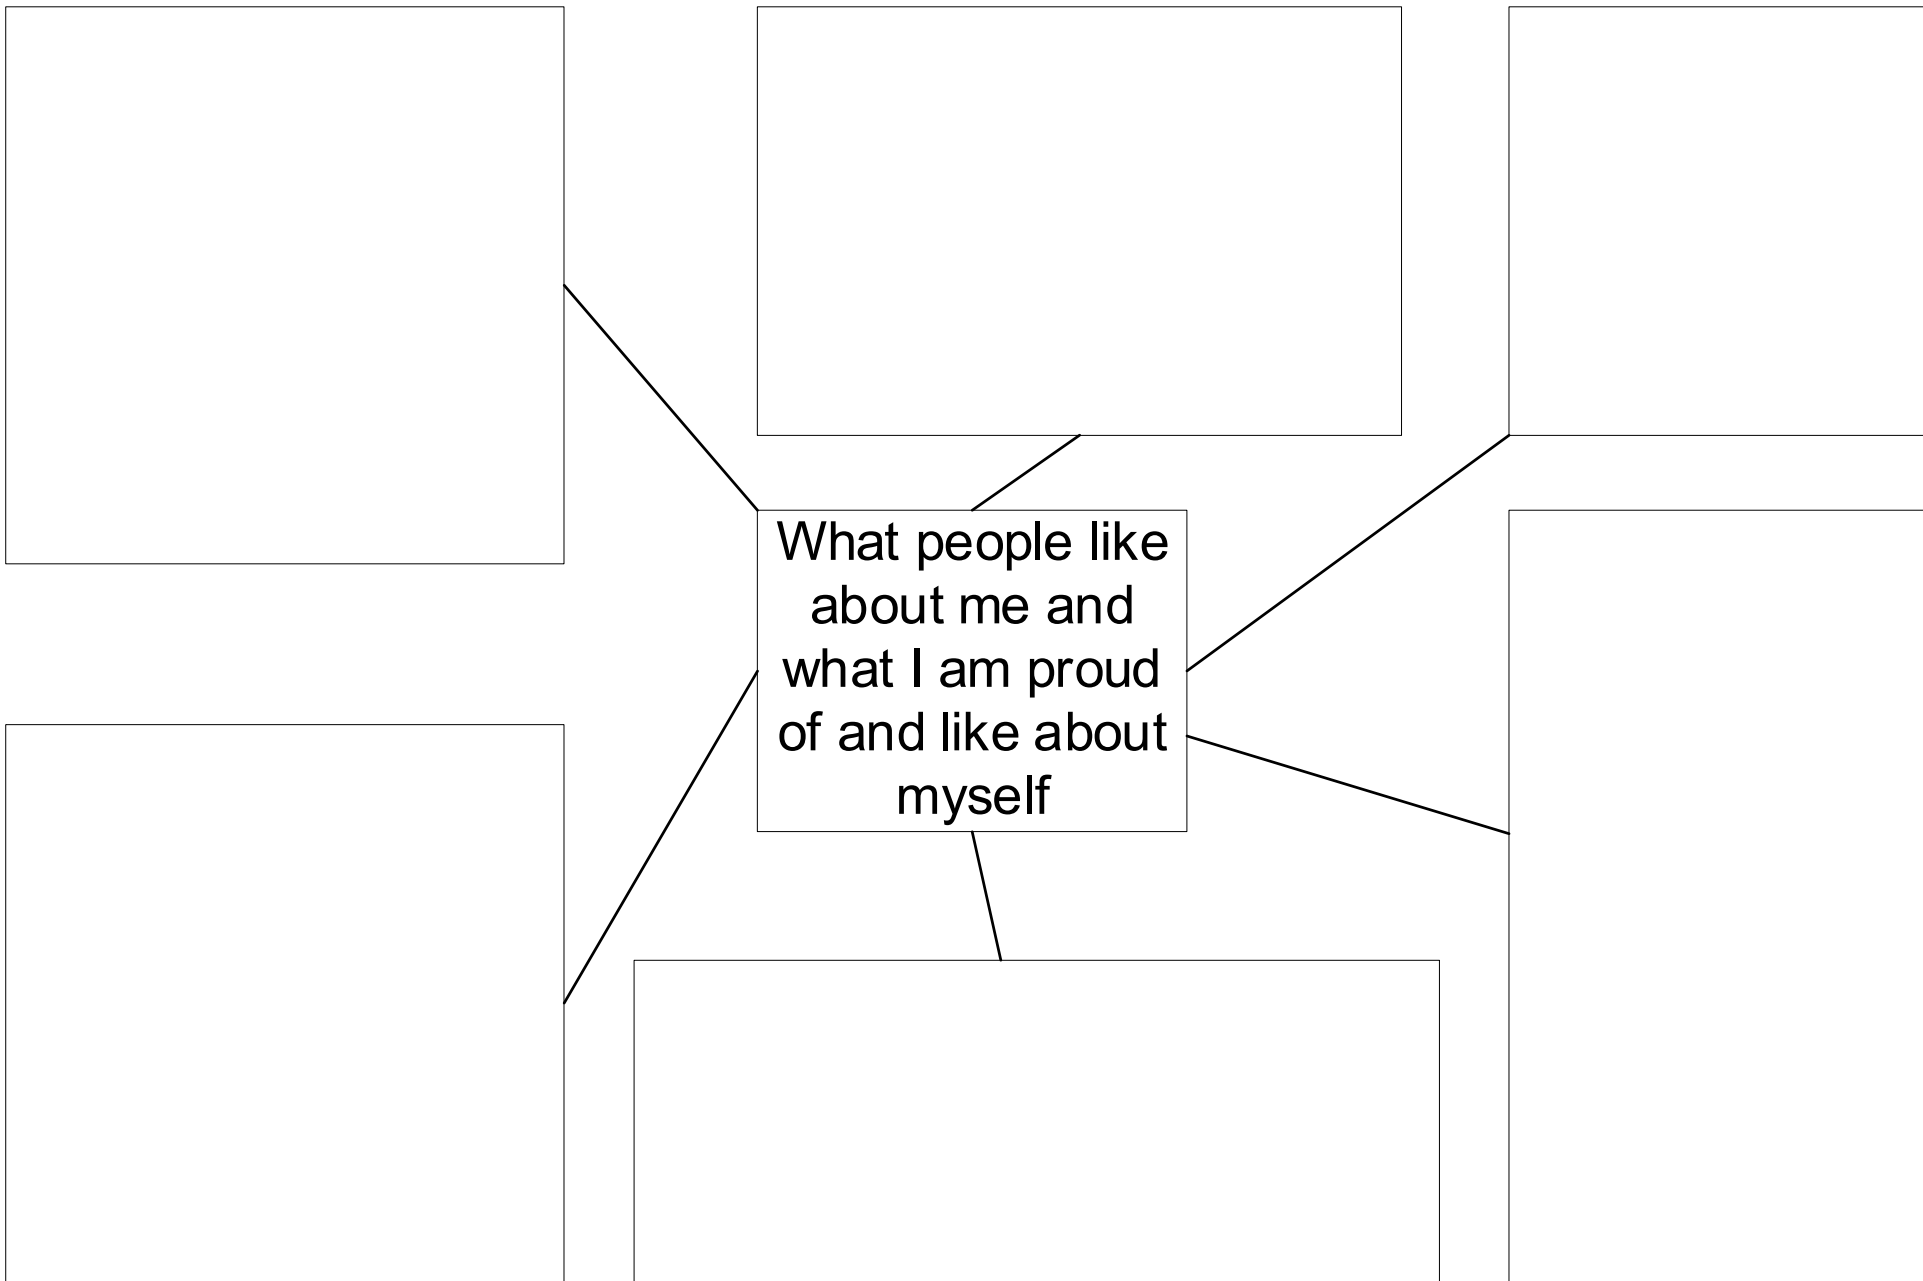 What people like
about me and
what I am proud
of and like about
myself